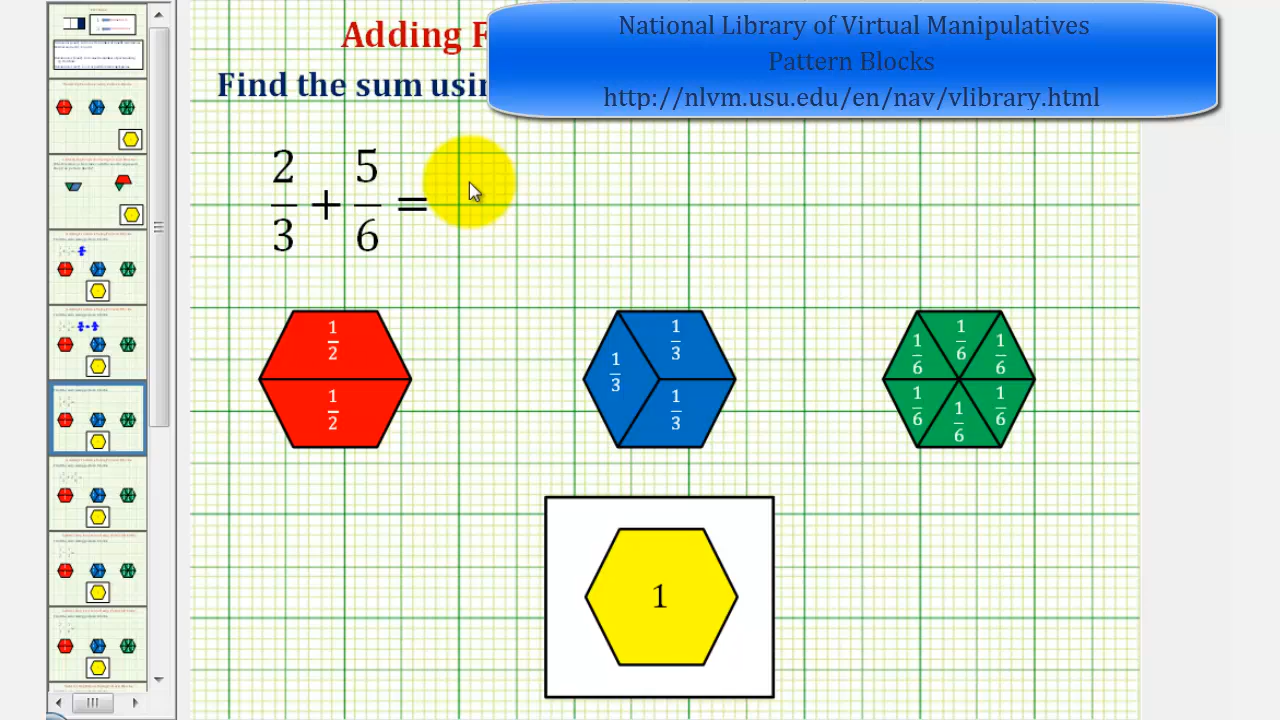 Adding F
National Library of Virtual Manipulatives
Pattern Blocks
http://nlvm.usu.edu/en/nav/vlibrary.html
Find the sum usin
2/3 + 5/6 =
1/2
1/2
1/3
1/3
1/3
1/6
1/6
1/6
1/6
1/6
1/6
1